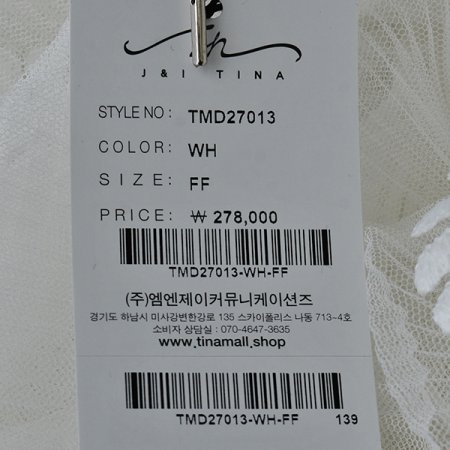 J & I TINA
STYLE NO : TMD27013
COLOR: WH
SIZE: FF
PRICE: ₩ 278,000
TMD27013-WH-FF
(주)엠엔제이커뮤니케이션즈
경기도 하남시 미사강변한강로 135 스카이폴리스 나동 713-4호
소비자 상담실 : 070-4647-3635
www.tinamall.shop
TMD27013-WH-FF 139